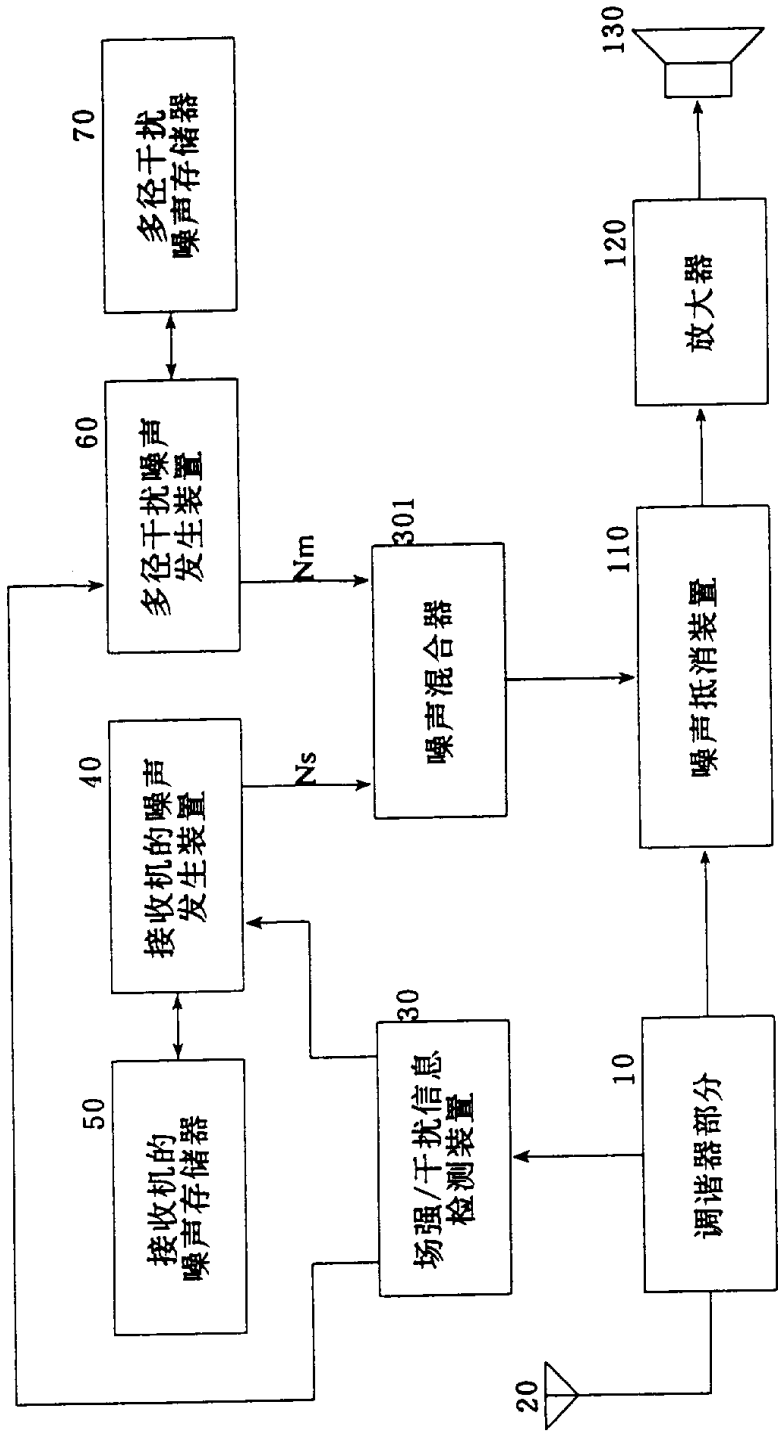 50
接收机的
噪声存储器
40
接收机的噪声
发生装置
60
多径干扰噪声
发生装置
70
多径干扰
噪声存储器
Ns
Nm
30
场强/干扰信息
检测装置
301
噪声混合器
20
10
调谐器部分
110
噪声抵消装置
120
放大器
130